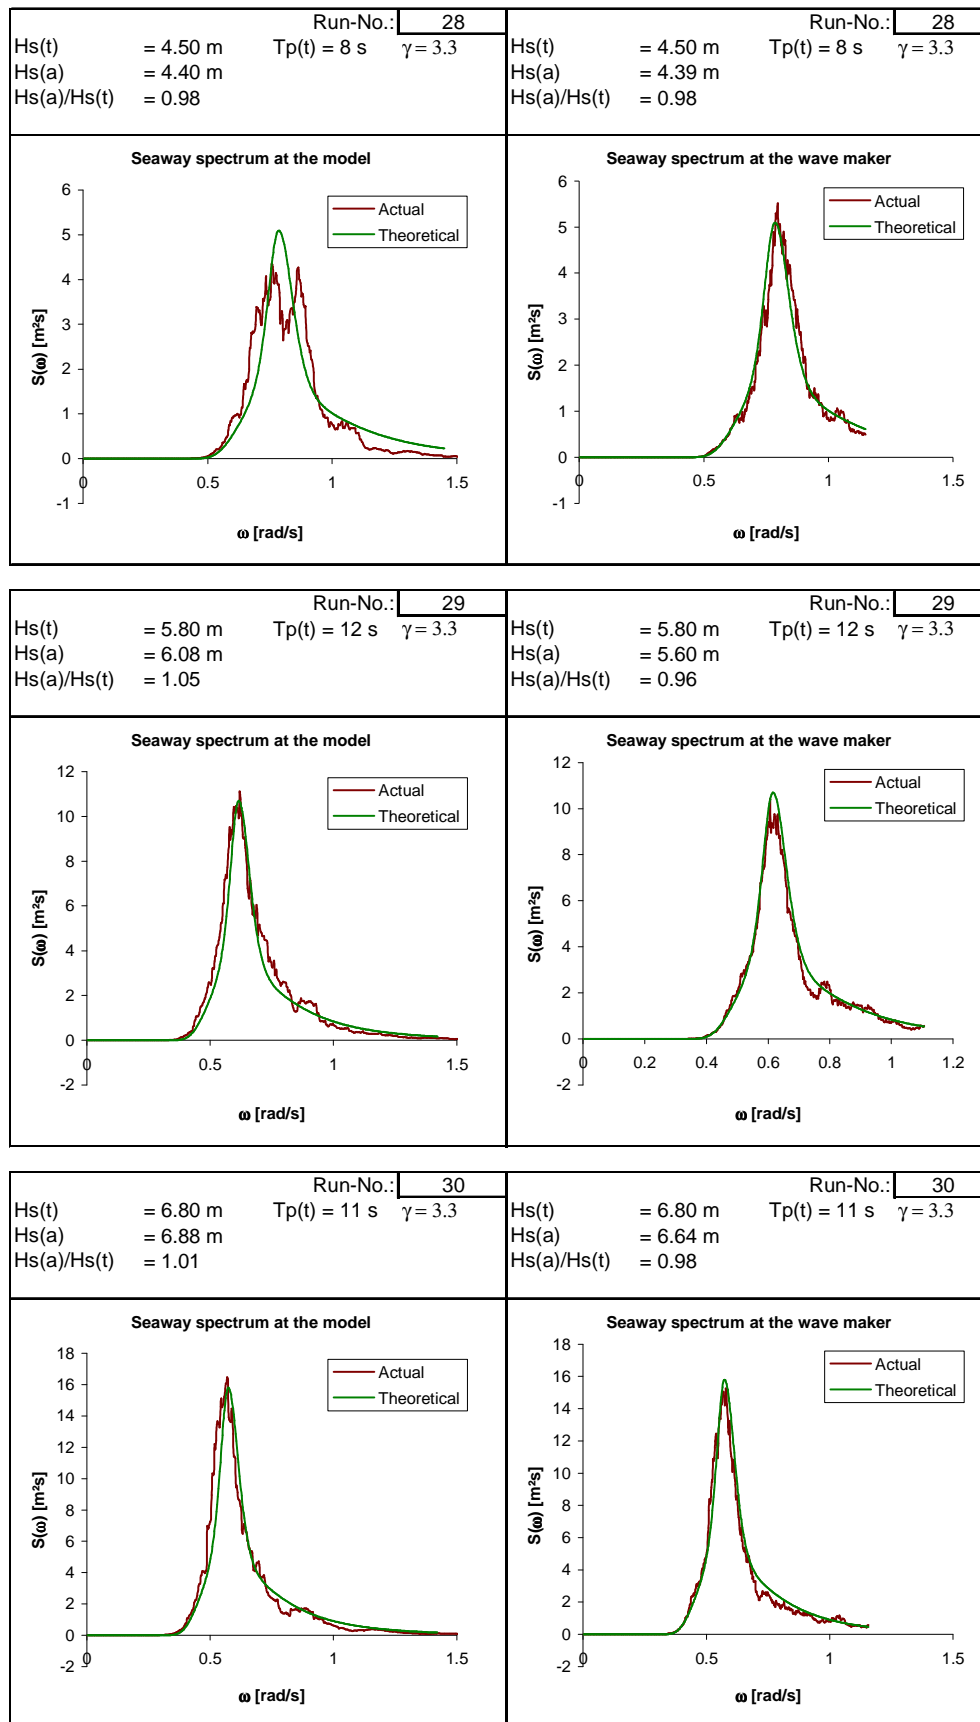 Run-No.: 28
Hs(t) = 4.50 m Tp(t) = 8 s γ = 3.3
Hs(a) = 4.40 m
Hs(a)/Hs(t) = 0.98
Seaway spectrum at the model
6
5
4
3
2
1
0
-1
S(ω) [m²s]
Actual
Theoretical
0 0.5 1 1.5
ω [rad/s]
Run-No.: 28
Hs(t) = 4.50 m Tp(t) = 8 s γ = 3.3
Hs(a) = 4.39 m
Hs(a)/Hs(t) = 0.98
Seaway spectrum at the wave maker
6
5
4
3
2
1
0
-1
S(ω) [m²s]
Actual
Theoretical
0 0.5 1 1.5
ω [rad/s]
Run-No.: 29
Hs(t) = 5.80 m Tp(t) = 12 s γ = 3.3
Hs(a) = 6.08 m
Hs(a)/Hs(t) = 1.05
Seaway spectrum at the model
12
10
8
6
4
2
0
-2
S(ω) [m²s]
Actual
Theoretical
0 0.5 1 1.5
ω [rad/s]
Run-No.: 29
Hs(t) = 5.80 m Tp(t) = 12 s γ = 3.3
Hs(a) = 5.60 m
Hs(a)/Hs(t) = 0.96
Seaway spectrum at the wave maker
12
10
8
6
4
2
0
-2
S(ω) [m²s]
Actual
Theoretical
0 0.2 0.4 0.6 0.8 1 1.2
ω [rad/s]
Run-No.: 30
Hs(t) = 6.80 m Tp(t) = 11 s γ = 3.3
Hs(a) = 6.88 m
Hs(a)/Hs(t) = 1.01
Seaway spectrum at the model
18
16
14
12
10
8
6
4
2
0
-2
S(ω) [m²s]
Actual
Theoretical
0 0.5 1 1.5
ω [rad/s]
Run-No.: 30
Hs(t) = 6.80 m Tp(t) = 11 s γ = 3.3
Hs(a) = 6.64 m
Hs(a)/Hs(t) = 0.98
Seaway spectrum at the wave maker
18
16
14
12
10
8
6
4
2
0
-2
S(ω) [m²s]
Actual
Theoretical
0 0.5 1 1.5
ω [rad/s]